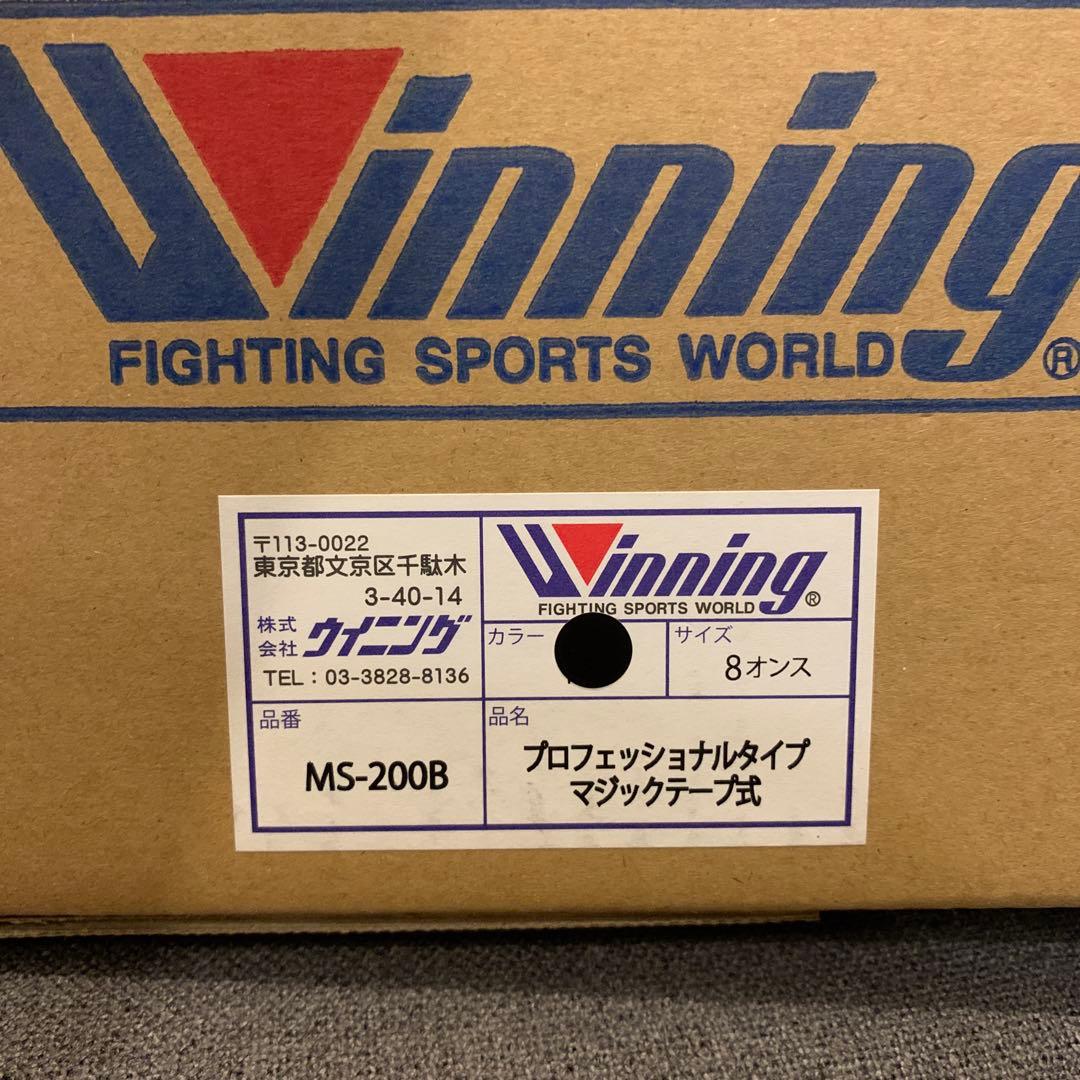 Winning
FIGHTING SPORTS WORLD®
〒113-0022
東京都文京区千駄木
3-40-14
株式会社 ウイニング
TEL：03-3828-8136
Winning®
FIGHTING SPORTS WORLD
カラー
サイズ
8オンス
品番
MS-200B
品名
プロフェッショナルタイプ
マジックテープ式